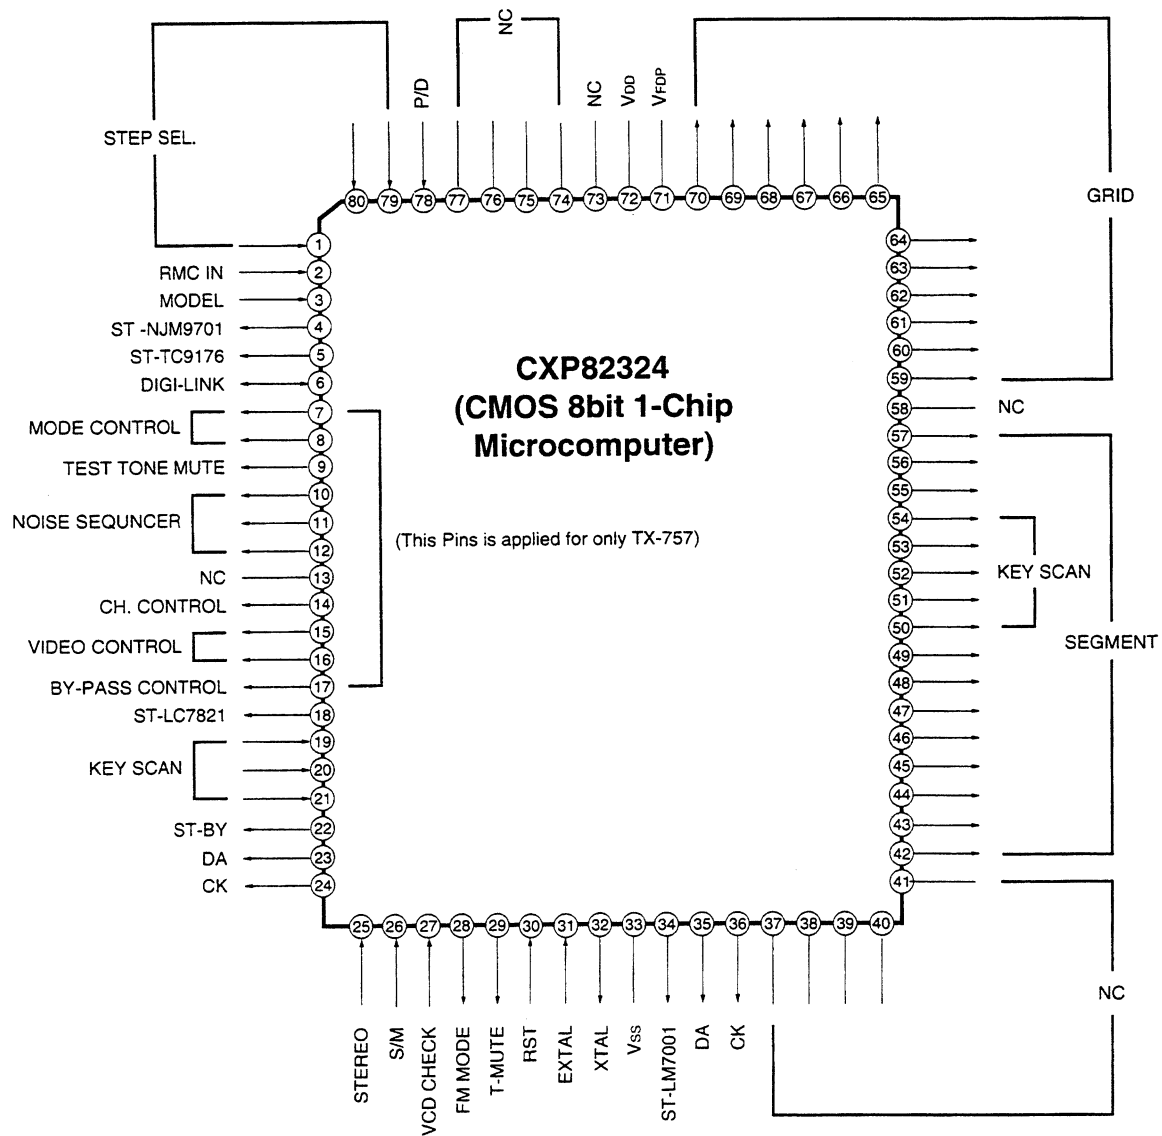 NC
STEP SEL.
P/D
NC
VDD
VFDP
GRID
80
79
78
77
76
75
74
73
72
71
70
69
68
67
66
65
1
RMC IN 2
MODEL 3
ST -NJM9701 4
ST-TC9176 5
DIGI-LINK 6
MODE CONTROL
7
8
TEST TONE MUTE 9
NOISE SEQUNCER
10
11
12
NC 13
CH. CONTROL 14
VIDEO CONTROL
15
16
BY-PASS CONTROL 17
ST-LC7821 18
KEY SCAN
19
20
21
ST-BY 22
DA 23
CK 24
CXP82324
(CMOS 8bit 1-Chip
Microcomputer)
(This Pins is applied for only TX-757)
64
63
62
61
60
59
58 NC
57
56
55
54
53
52
51
50
KEY SCAN
49
48
47
46
45
44
43
42
SEGMENT
41
25
26
27
28
29
30
31
32
33
34
35
36
37
38
39
40
NC
STEREO
S/M
VCD CHECK
FM MODE
T-MUTE
RST
EXTAL
XTAL
Vss
ST-LM7001
DA
CK